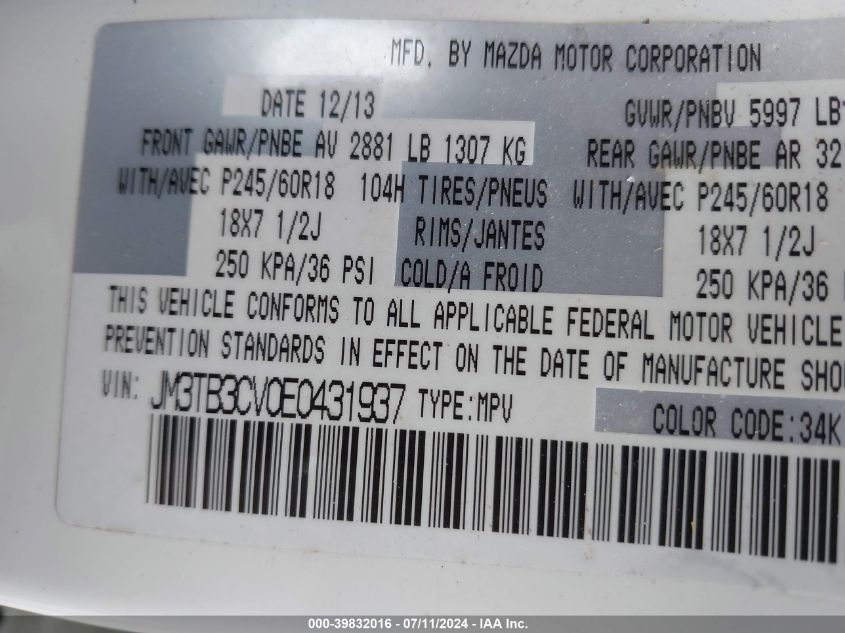 MFD. BY MAZDA MOTOR CORPORATION
DATE 12/13 GVWR/PNBV 5997 LB
FRONT GAWR/PNBE AV 2881 LB 1307 KG REAR GAWR/PNBE AR 32
WITH/AVEC P245/60R18 104H TIRES/PNEUS WITH/AVEC P245/60R18
18X7 1/2J RIMS/JANTES 18X7 1/2J
250 KPA/36 PSI COLD/A FROID 250 KPA/36
THIS VEHICLE CONFORMS TO ALL APPLICABLE FEDERAL MOTOR VEHICLE
PREVENTION STANDARDS IN EFFECT ON THE DATE OF MANUFACTURE SHO
VIN: JM3TB3CV0E0431937 TYPE:MPV COLOR CODE:34K
000-39832016 - 07/11/2024 - IAA Inc.